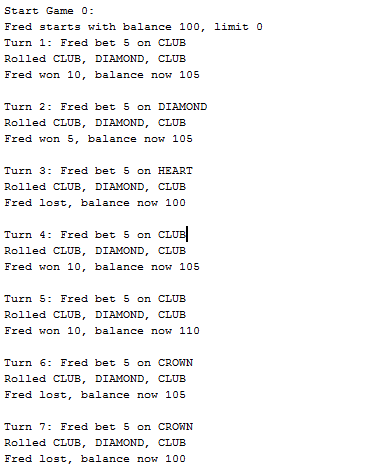 Start Game 0:
Fred starts with balance 100, limit 0
Turn 1: Fred bet 5 on CLUB
Rolled CLUB, DIAMOND, CLUB
Fred won 10, balance now 105
Turn 2: Fred bet 5 on DIAMOND
Rolled CLUB, DIAMOND, CLUB
Fred won 5, balance now 105
Turn 3: Fred bet 5 on HEART
Rolled CLUB, DIAMOND, CLUB
Fred lost, balance now 100
Turn 4: Fred bet 5 on CLUB
Rolled CLUB, DIAMOND, CLUB
Fred won 10, balance now 105
Turn 5: Fred bet 5 on CLUB
Rolled CLUB, DIAMOND, CLUB
Fred won 10, balance now 110
Turn 6: Fred bet 5 on CROWN
Rolled CLUB, DIAMOND, CLUB
Fred lost, balance now 105
Turn 7: Fred bet 5 on CROWN
Rolled CLUB, DIAMOND, CLUB
Fred lost, balance now 100